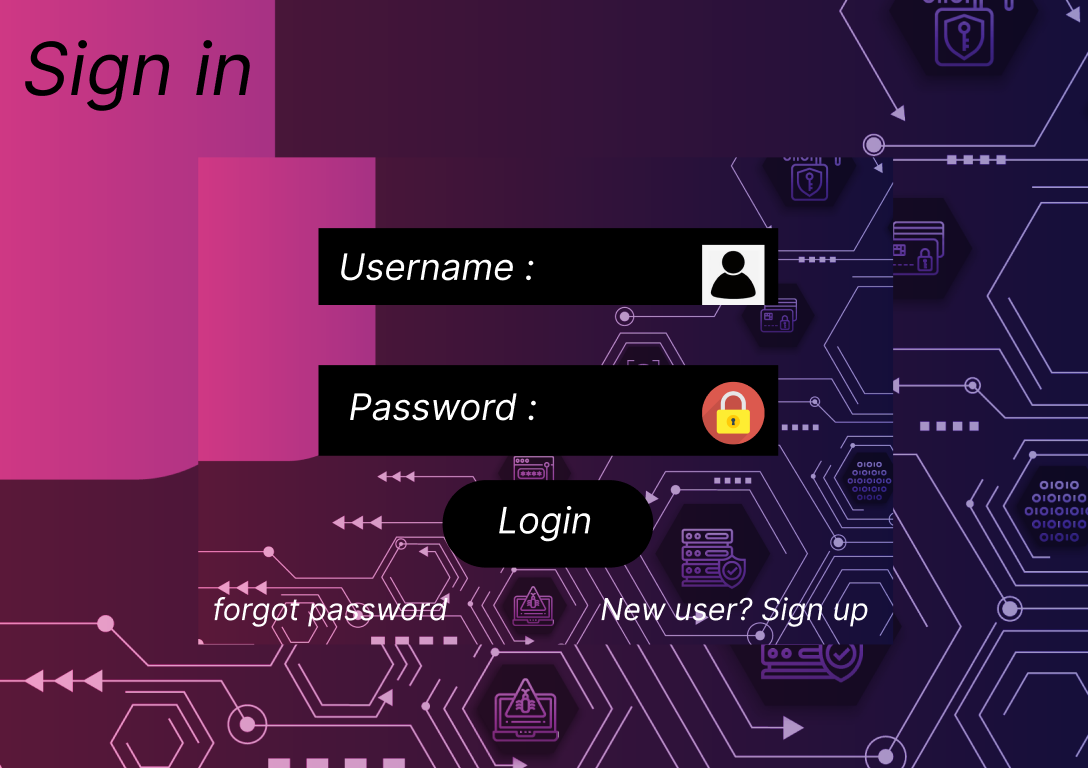 Sign in
Username :
Password :
Login
forgot password
New user? Sign up